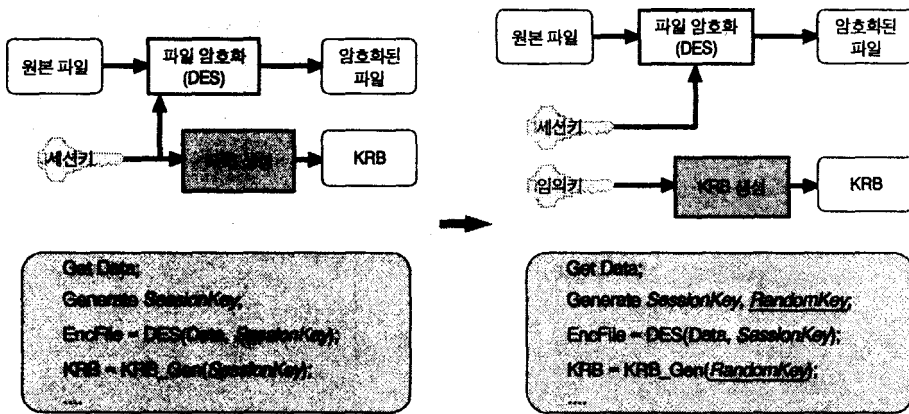 원본 파일
파일 암호화
(DES)
암호화된
파일
세션키
KRB
Get Data;
Generate SessionKey;
EncFile = DES(Data, SessionKey);
KRB = KRB_Gen(SessionKey);
....
원본 파일
파일 암호화
(DES)
암호화된
파일
세션키
임의키
KRB 생성
KRB
Get Data;
Generate SessionKey, RandomKey;
EncFile = DES(Data, SessionKey);
KRB = KRB_Gen(RandomKey);
....